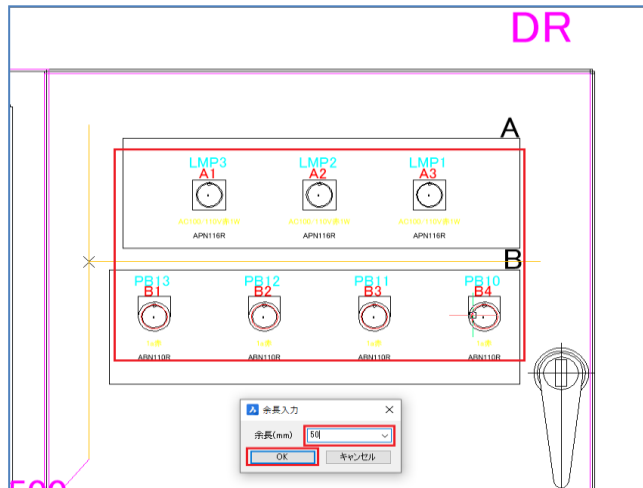 DR
A
LMP3 LMP2 LMP1
A1 A2 A3
APN116R APN116R APN116R
B
PB13 PB12 PB11 PB10
B1 B2 B3 B4
ABN110R ABN110R ABN110R ABN110R
余長入力
余長(mm) 50
OK キャンセル